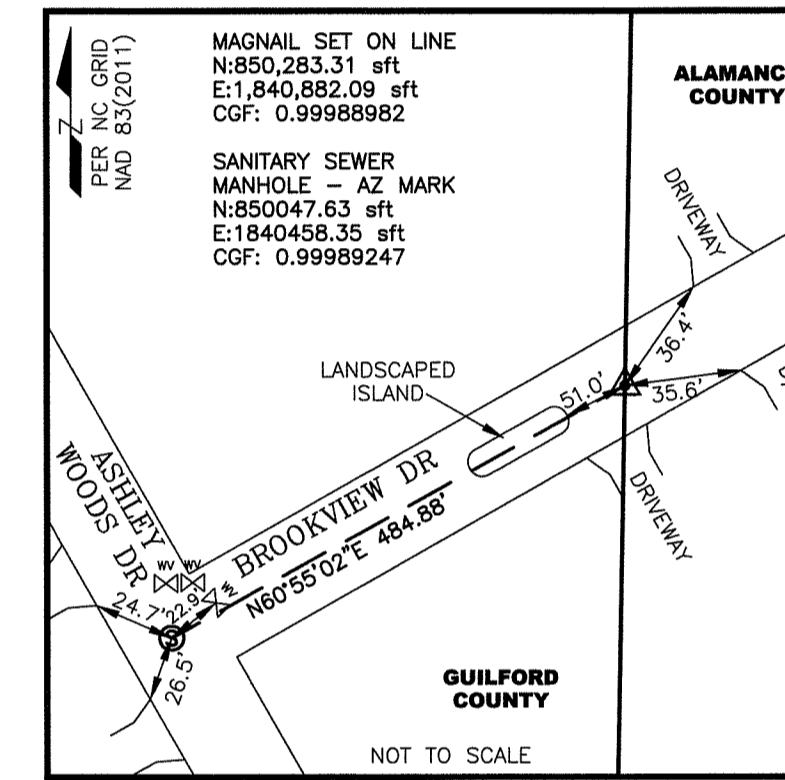 PER NC GRID
NAD 83(2011)
Z
MAGNAIL SET ON LINE
N:850,283.31 sft
E:1,840,882.09 sft
CGF: 0.99988982
SANITARY SEWER
MANHOLE – AZ MARK
N:850047.63 sft
E:1840458.35 sft
CGF: 0.99989247
ALAMANC
COUNTY
DRIVEWAY
36.4'
35.6'
51.0'
LANDSCAPED
ISLAND
BROOKVIEW DR
N60°55'02"E 484.88'
ASHLEY
WOODS DR
WV
WV
24.7'
22.9'
S
26.5'
DRIVEWAY
GUILFORD
COUNTY
NOT TO SCALE